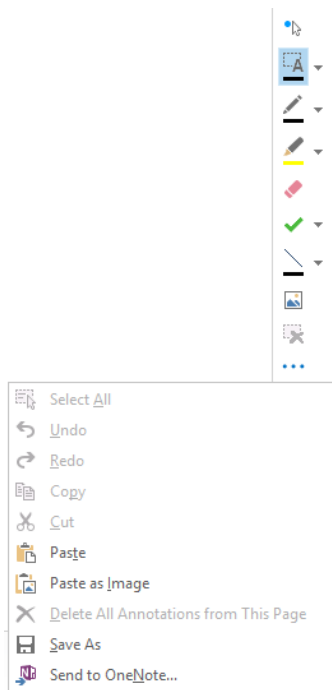 A
Select All
Undo
Redo
Copy
Cut
Paste
Paste as Image
Delete All Annotations from This Page
Save As
Send to OneNote...